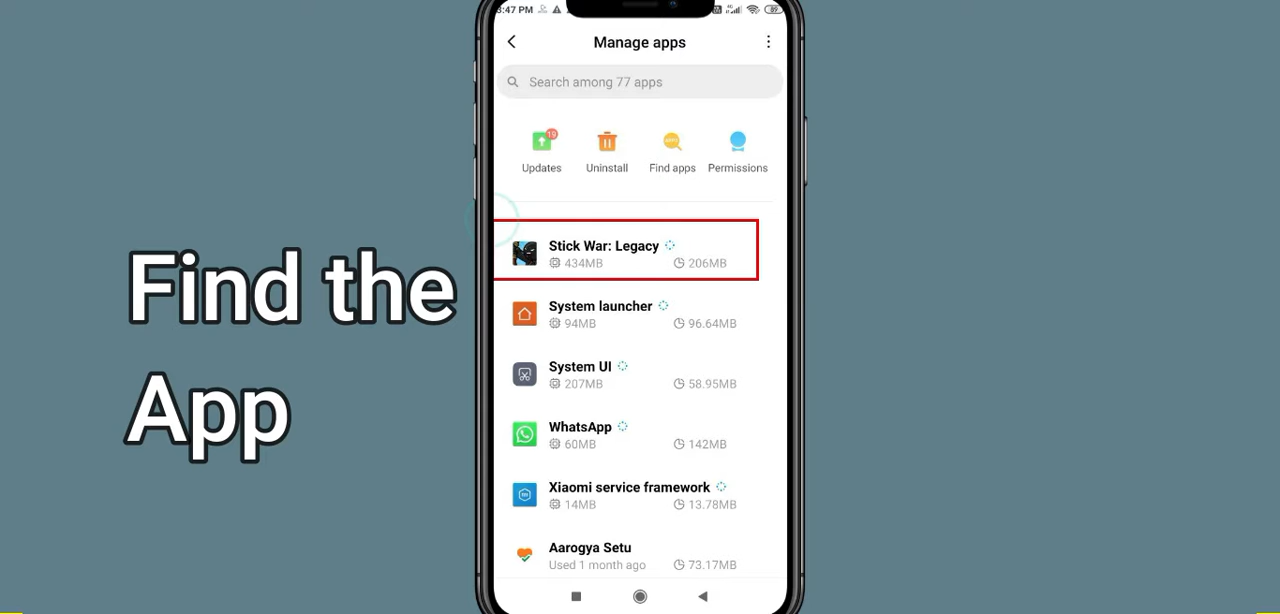 :47 PM
Manage apps
Search among 77 apps
19
Updates
Uninstall
Find apps
Permissions
Stick War: Legacy
434MB
206MB
System launcher
94MB
96.64MB
System UI
207MB
58.95MB
WhatsApp
60MB
142MB
Xiaomi service framework
14MB
13.78MB
Aarogya Setu
Used 1 month ago
73.17MB
Find the
App